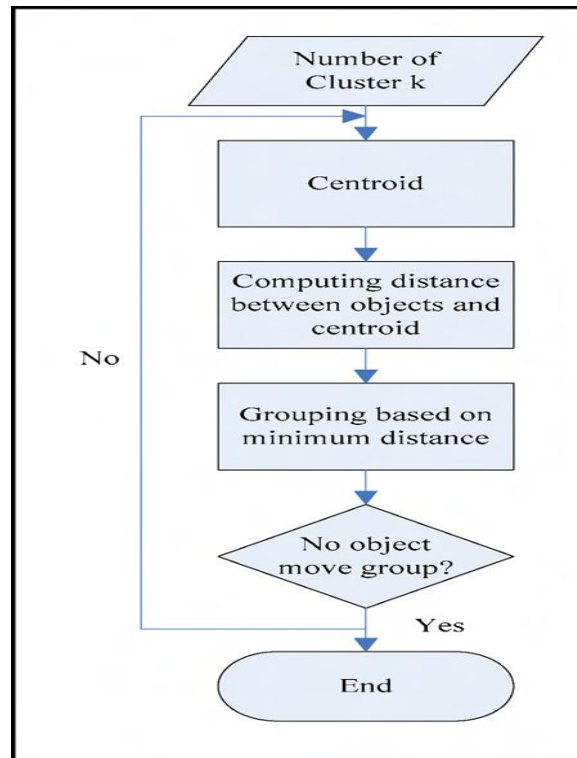 Number of
Cluster k
Centroid
Computing distance
between objects and
centroid
No
Grouping based on
minimum distance
No object
move group?
Yes
End